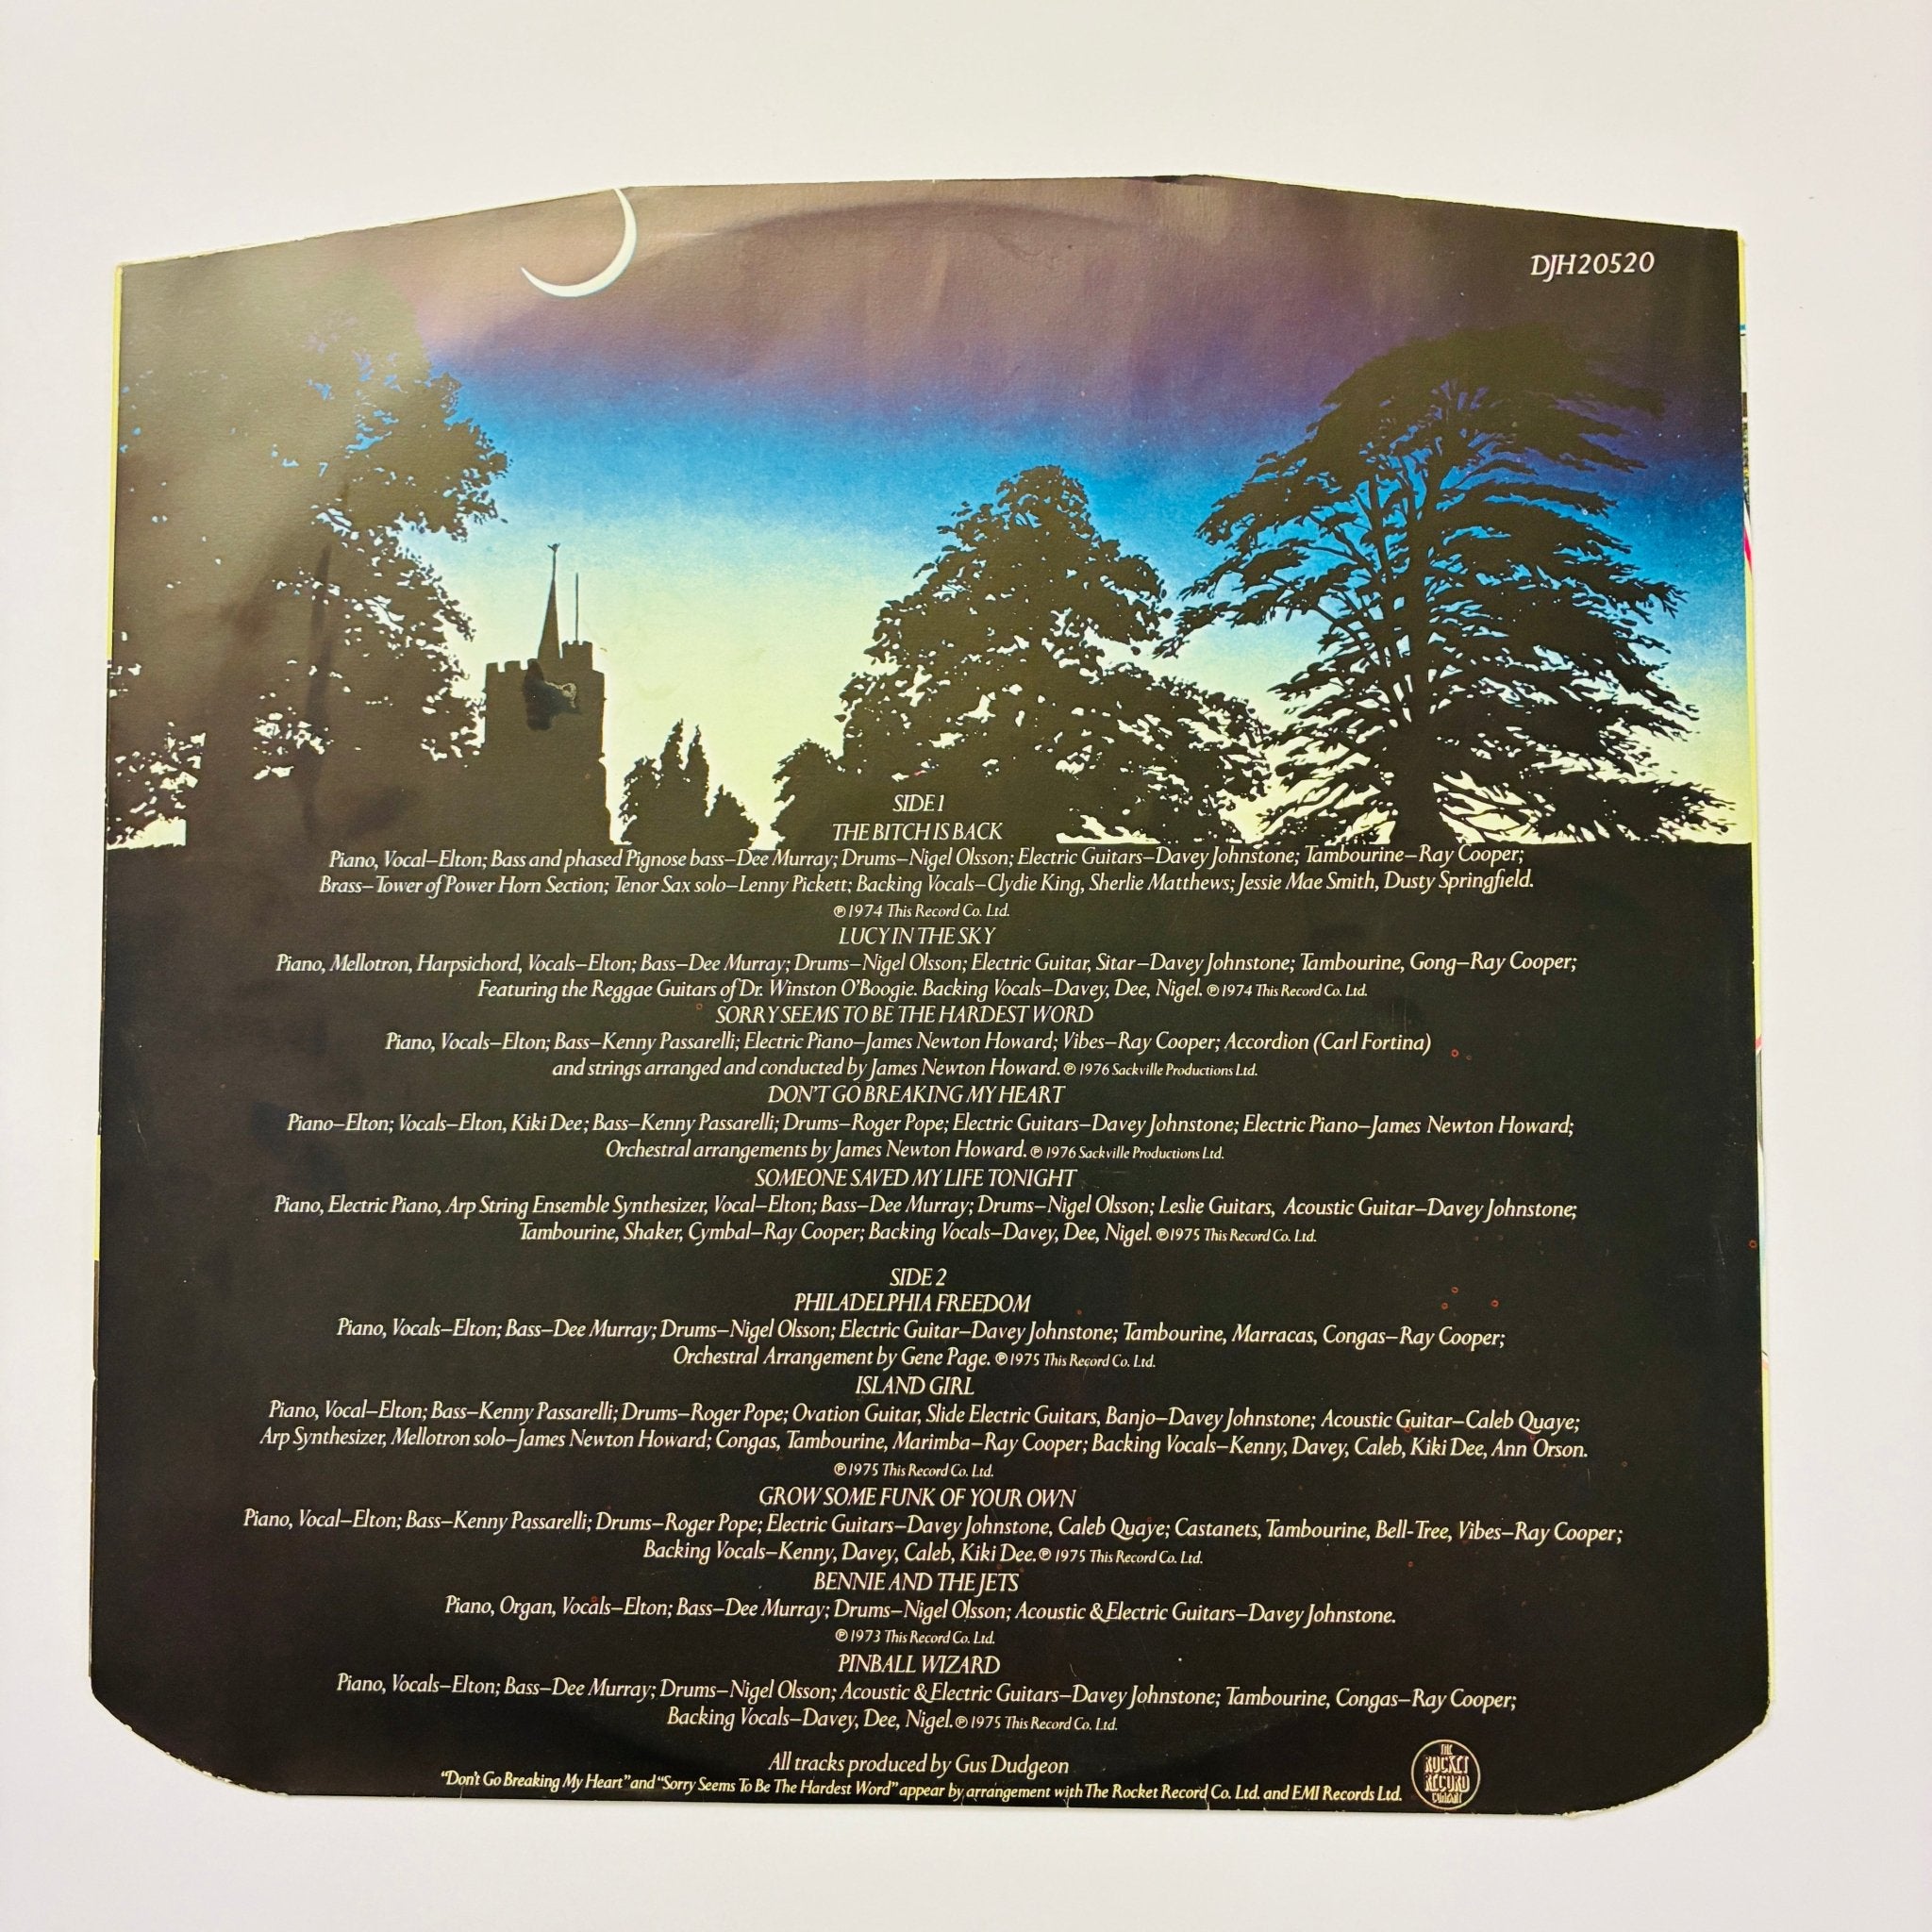 DJH20520
SIDE 1
THE BITCH IS BACK
Piano, Vocal–Elton; Bass and phased Pignose bass–Dee Murray; Drums–Nigel Olsson; Electric Guitars–Davey Johnstone; Tambourine–Ray Cooper;
Brass–Tower of Power Horn Section; Tenor Sax solo–Lenny Pickett; Backing Vocals–Clydie King, Sherlie Matthews; Jessie Mae Smith, Dusty Springfield.
℗ 1974 This Record Co. Ltd.
LUCY IN THE SKY
Piano, Mellotron, Harpsichord, Vocals–Elton; Bass–Dee Murray; Drums–Nigel Olsson; Electric Guitar, Sitar–Davey Johnstone; Tambourine, Gong–Ray Cooper;
Featuring the Reggae Guitars of Dr. Winston O'Boogie. Backing Vocals–Davey, Dee, Nigel. ℗ 1974 This Record Co. Ltd.
SORRY SEEMS TO BE THE HARDEST WORD
Piano, Vocals–Elton; Bass–Kenny Passarelli; Electric Piano–James Newton Howard; Vibes–Ray Cooper; Accordion (Carl Fortina)
and strings arranged and conducted by James Newton Howard. ℗ 1976 Sackville Productions Ltd.
DON'T GO BREAKING MY HEART
Piano–Elton; Vocals–Elton, Kiki Dee; Bass–Kenny Passarelli; Drums–Roger Pope; Electric Guitars–Davey Johnstone; Electric Piano–James Newton Howard;
Orchestral arrangements by James Newton Howard. ℗ 1976 Sackville Productions Ltd.
SOMEONE SAVED MY LIFE TONIGHT
Piano, Electric Piano, Arp String Ensemble Synthesizer, Vocal–Elton; Bass–Dee Murray; Drums–Nigel Olsson; Leslie Guitars, Acoustic Guitar–Davey Johnstone;
Tambourine, Shaker, Cymbal–Ray Cooper; Backing Vocals–Davey, Dee, Nigel. ℗ 1975 This Record Co. Ltd.
SIDE 2
PHILADELPHIA FREEDOM
Piano, Vocals–Elton; Bass–Dee Murray; Drums–Nigel Olsson; Electric Guitar–Davey Johnstone; Tambourine, Marracas, Congas–Ray Cooper;
Orchestral Arrangement by Gene Page. ℗ 1975 This Record Co. Ltd.
ISLAND GIRL
Piano, Vocal–Elton; Bass–Kenny Passarelli; Drums–Roger Pope; Ovation Guitar, Slide Electric Guitars, Banjo–Davey Johnstone; Acoustic Guitar–Caleb Quaye;
Arp Synthesizer, Mellotron solo–James Newton Howard; Congas, Tambourine, Marimba–Ray Cooper; Backing Vocals–Kenny, Davey, Caleb, Kiki Dee, Ann Orson.
℗ 1975 This Record Co. Ltd.
GROW SOME FUNK OF YOUR OWN
Piano, Vocal–Elton; Bass–Kenny Passarelli; Drums–Roger Pope; Electric Guitars–Davey Johnstone, Caleb Quaye; Castanets, Tambourine, Bell-Tree, Vibes–Ray Cooper;
Backing Vocals–Kenny, Davey, Caleb, Kiki Dee. ℗ 1975 This Record Co. Ltd.
BENNIE AND THE JETS
Piano, Organ, Vocals–Elton; Bass–Dee Murray; Drums–Nigel Olsson; Acoustic & Electric Guitars–Davey Johnstone.
℗ 1973 This Record Co. Ltd.
PINBALL WIZARD
Piano, Vocals–Elton; Bass–Dee Murray; Drums–Nigel Olsson; Acoustic & Electric Guitars–Davey Johnstone; Tambourine, Congas–Ray Cooper;
Backing Vocals–Davey, Dee, Nigel. ℗ 1975 This Record Co. Ltd.
All tracks produced by Gus Dudgeon
"Don't Go Breaking My Heart" and "Sorry Seems To Be The Hardest Word" appear by arrangement with The Rocket Record Co. Ltd. and EMI Records Ltd.
THE
ROCKET
RECORD
COMPANY